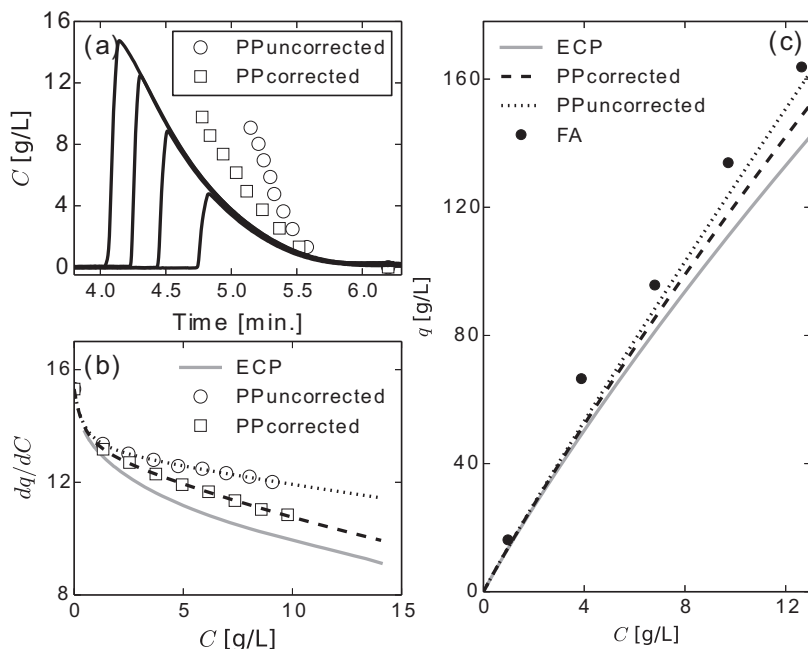 (a)
PPuncorrected
PPcorrected
C [g/L]
16
12
8
4
0
4.0 4.5 5.0 5.5 6.0
Time [min.]
(b)
ECP
PPuncorrected
PPcorrected
dq/dC
16
12
8
0 5 10 15
C [g/L]
(c)
ECP
PPcorrected
PPuncorrected
FA
q [g/L]
160
120
80
40
0
0 4 8 12
C [g/L]